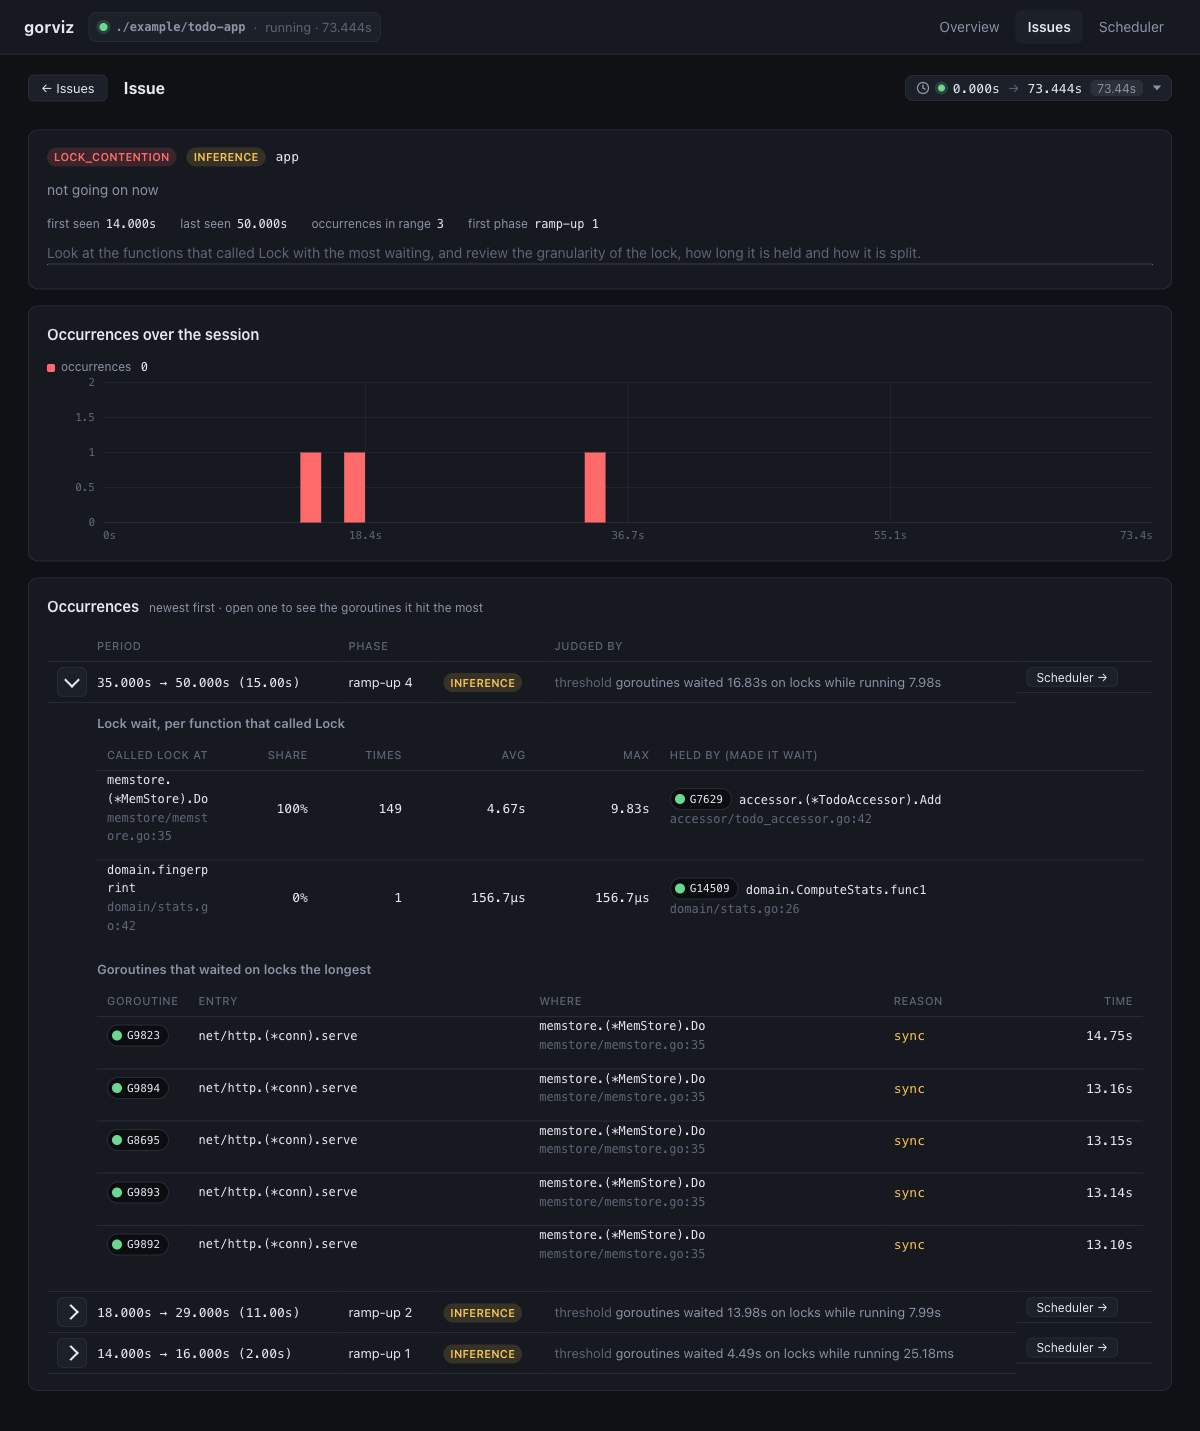 gorviz ./example/todo-app · running · 73.444s Overview Issues Scheduler
← Issues Issue 0.000s → 73.444s 73.44s
LOCK_CONTENTION INFERENCE app
not going on now
first seen 14.000s last seen 50.000s occurrences in range 3 first phase ramp-up 1
Look at the functions that called Lock with the most waiting, and review the granularity of the lock, how long it is held and how it is split.
Occurrences over the session
occurrences 0
2
1.5
1
0.5
0
0s 18.4s 36.7s 55.1s 73.4s
Occurrences newest first · open one to see the goroutines it hit the most
PERIOD PHASE JUDGED BY
35.000s → 50.000s (15.00s) ramp-up 4 INFERENCE threshold goroutines waited 16.83s on locks while running 7.98s Scheduler →
Lock wait, per function that called Lock
CALLED LOCK AT SHARE TIMES AVG MAX HELD BY (MADE IT WAIT)
memstore.
(*MemStore).Do
memstore/memst
ore.go:35
100% 149 4.67s 9.83s G7629 accessor.(*TodoAccessor).Add
accessor/todo_accessor.go:42
domain.fingerp
rint
domain/stats.g
o:42
0% 1 156.7µs 156.7µs G14509 domain.ComputeStats.func1
domain/stats.go:26
Goroutines that waited on locks the longest
GOROUTINE ENTRY WHERE REASON TIME
G9823 net/http.(*conn).serve memstore.(*MemStore).Do sync 14.75s
memstore/memstore.go:35
G9894 net/http.(*conn).serve memstore.(*MemStore).Do sync 13.16s
memstore/memstore.go:35
G8695 net/http.(*conn).serve memstore.(*MemStore).Do sync 13.15s
memstore/memstore.go:35
G9893 net/http.(*conn).serve memstore.(*MemStore).Do sync 13.14s
memstore/memstore.go:35
G9892 net/http.(*conn).serve memstore.(*MemStore).Do sync 13.10s
memstore/memstore.go:35
18.000s → 29.000s (11.00s) ramp-up 2 INFERENCE threshold goroutines waited 13.98s on locks while running 7.99s Scheduler →
14.000s → 16.000s (2.00s) ramp-up 1 INFERENCE threshold goroutines waited 4.49s on locks while running 25.18ms Scheduler →